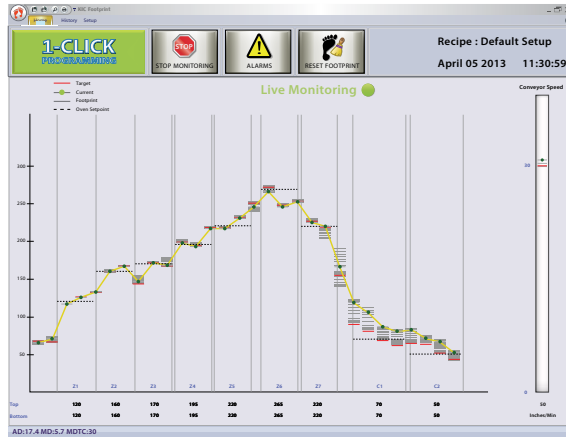 KIC Footprint
Monitor History Setup
1-CLICK
PROGRAMMING
STOP
STOP MONITORING
ALARMS
RESET FOOTPRINT
Recipe : Default Setup
April 05 2013 11:30:59
Target
Current
Footprint
Oven Setpoint
Live Monitoring
Conveyor Speed
300
250
200
150
100
50
30
0
Z1 Z2 Z3 Z4 Z5 Z6 Z7 C1 C2
Top 120 160 170 195 220 265 220 70 50 50
Bottom 120 160 170 195 220 265 220 70 50 Inches/Min
AD:17.4 MD:5.7 MDTC:30